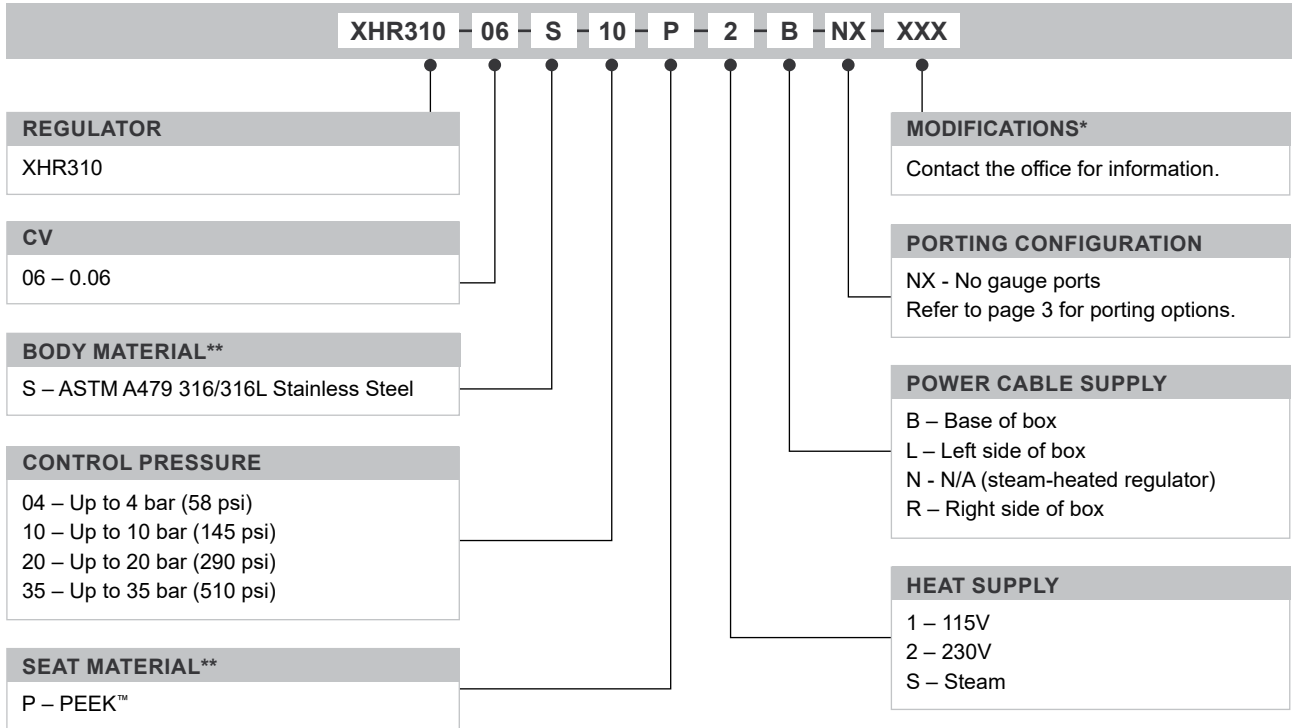 XHR310 – 06 – S – 10 – P – 2 – B – NX – XXX
REGULATOR
XHR310
CV
06 – 0.06
BODY MATERIAL**
S – ASTM A479 316/316L Stainless Steel
CONTROL PRESSURE
04 – Up to 4 bar (58 psi)
10 – Up to 10 bar (145 psi)
20 – Up to 20 bar (290 psi)
35 – Up to 35 bar (510 psi)
SEAT MATERIAL**
P – PEEK™
MODIFICATIONS*
Contact the office for information.
PORTING CONFIGURATION
NX - No gauge ports
Refer to page 3 for porting options.
POWER CABLE SUPPLY
B – Base of box
L – Left side of box
N - N/A (steam-heated regulator)
R – Right side of box
HEAT SUPPLY
1 – 115V
2 – 230V
S – Steam